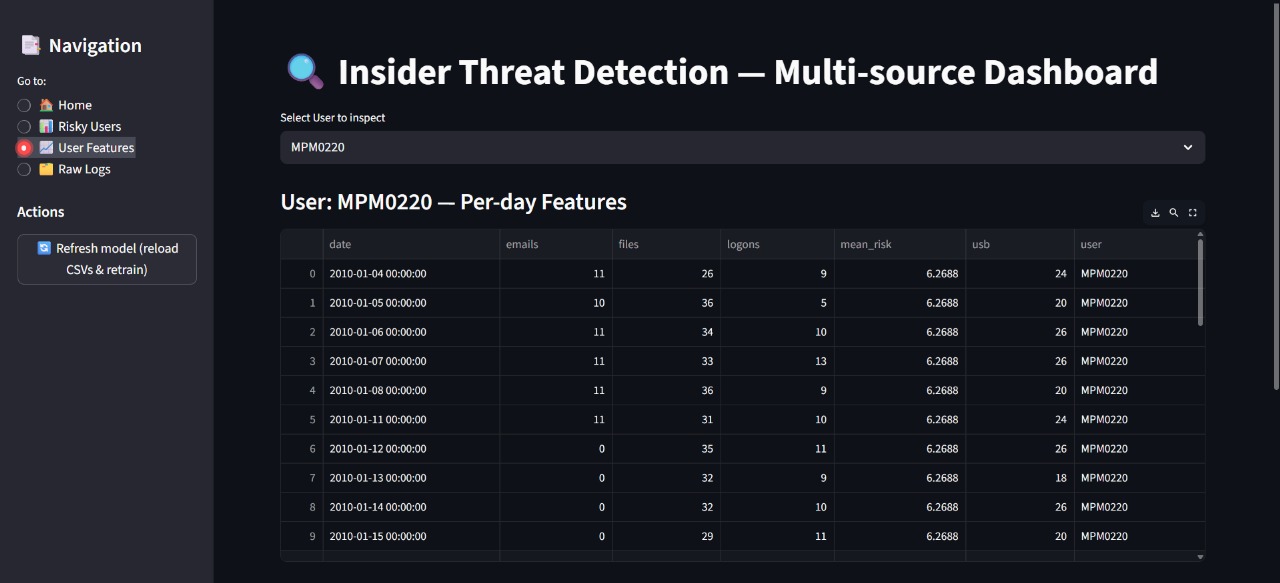 Navigation
Go to:
Home
Risky Users
User Features
Raw Logs
Actions
Refresh model (reload
CSVs & retrain)
Insider Threat Detection — Multi-source Dashboard
Select User to inspect
MPM0220
User: MPM0220 — Per-day Features
date emails files logons mean_risk usb user
0 2010-01-04 00:00:00 11 26 9 6.2688 24 MPM0220
1 2010-01-05 00:00:00 10 36 5 6.2688 20 MPM0220
2 2010-01-06 00:00:00 11 34 10 6.2688 26 MPM0220
3 2010-01-07 00:00:00 11 33 13 6.2688 26 MPM0220
4 2010-01-08 00:00:00 11 36 9 6.2688 20 MPM0220
5 2010-01-11 00:00:00 11 31 10 6.2688 24 MPM0220
6 2010-01-12 00:00:00 0 35 11 6.2688 26 MPM0220
7 2010-01-13 00:00:00 0 32 9 6.2688 18 MPM0220
8 2010-01-14 00:00:00 0 32 10 6.2688 26 MPM0220
9 2010-01-15 00:00:00 0 29 11 6.2688 20 MPM0220